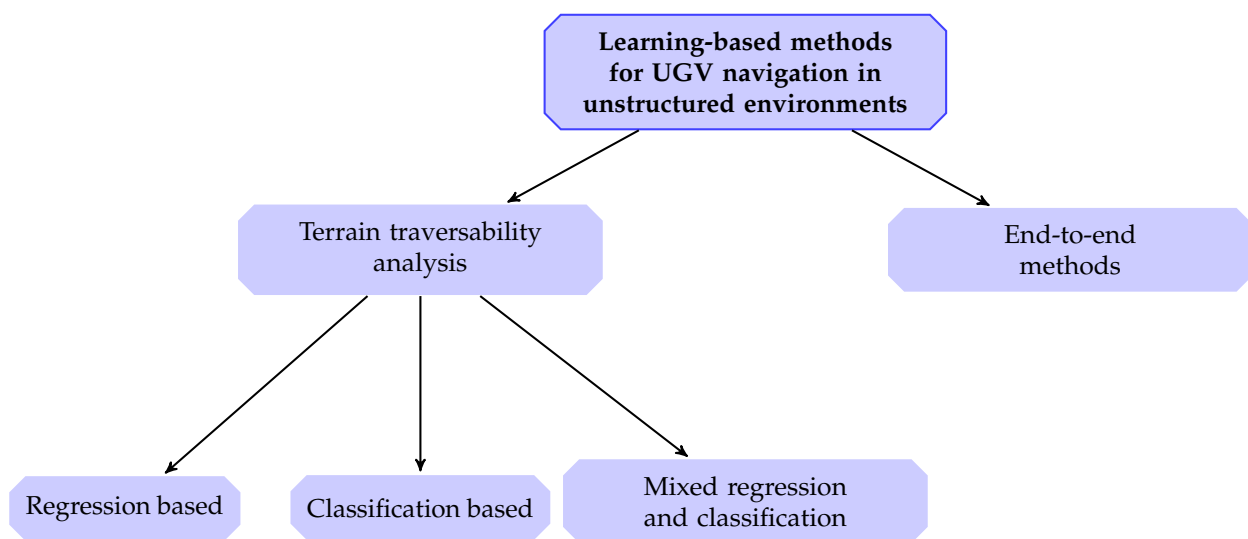 Learning-based methods
for UGV navigation in
unstructured environments
Terrain traversability
analysis
End-to-end
methods
Regression based
Classification based
Mixed regression
and classification